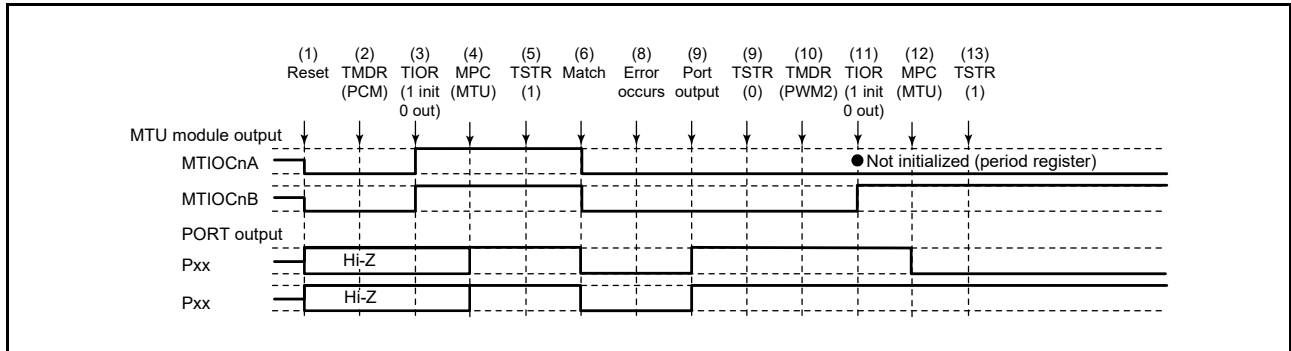 (1) (2) (3) (4) (5) (6) (8) (9) (9) (10) (11) (12) (13)
Reset TMDR TIOR MPC TSTR Match Error Port TSTR TMDR TIOR MPC TSTR
(PCM) (1 init (MTU) (1) occurs output (0) (PWM2) (1 init (MTU) (1)
0 out) 0 out)
MTU module output
MTIOCnA ● Not initialized (period register)
MTIOCnB
PORT output
Pxx Hi-Z
Pxx Hi-Z